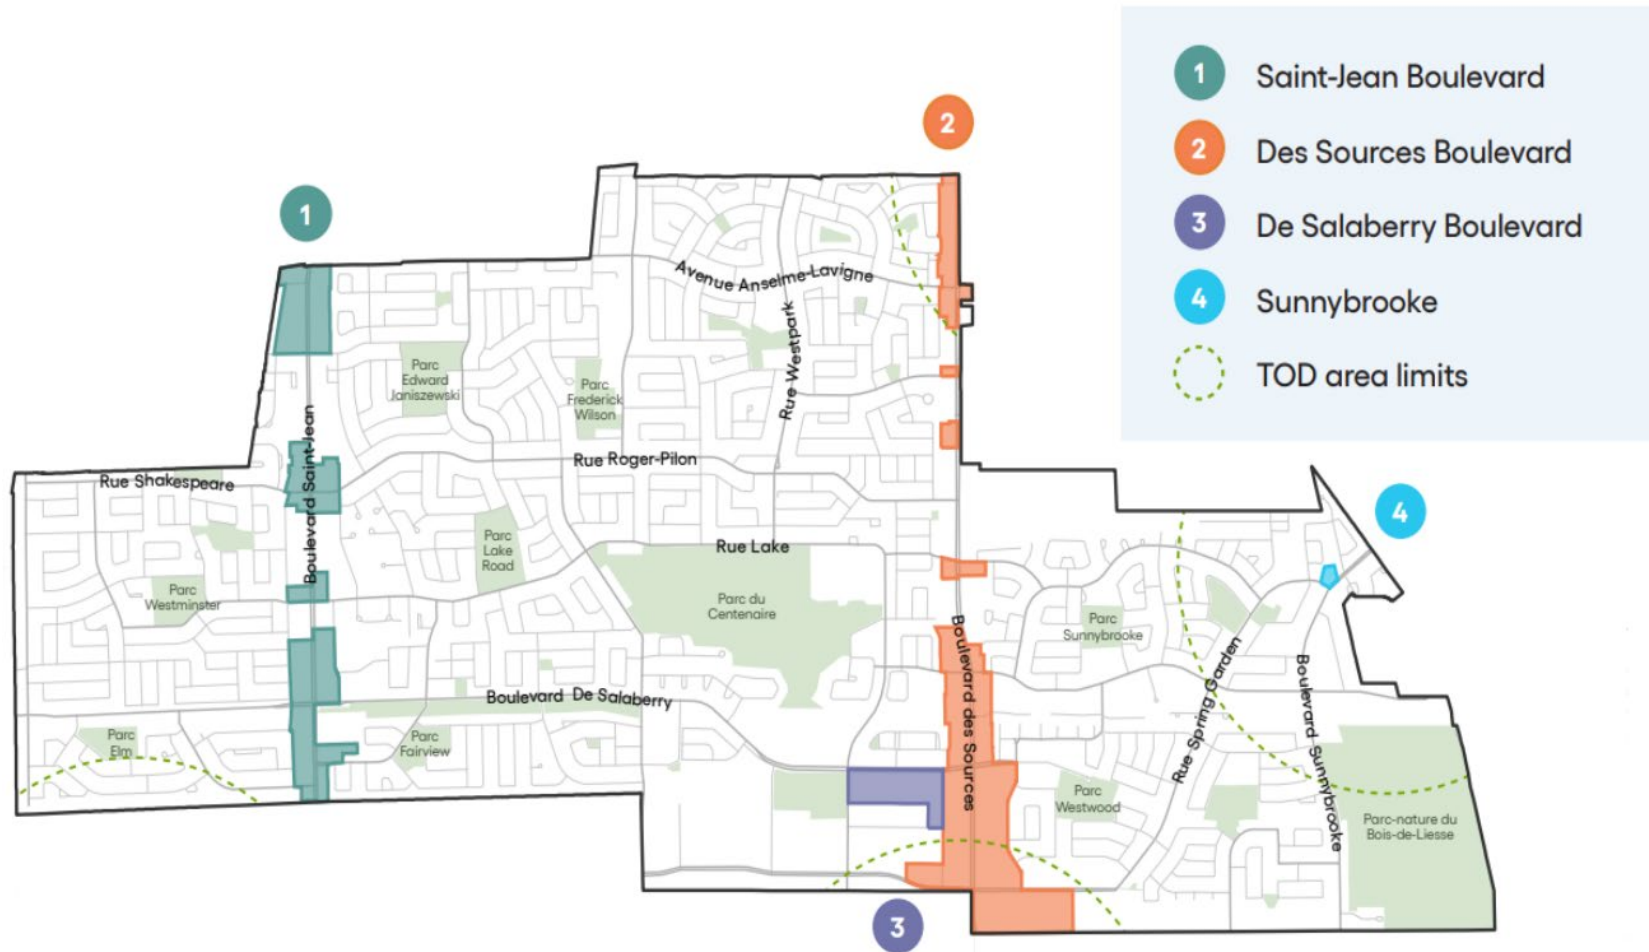 1 Saint-Jean Boulevard
2 Des Sources Boulevard
3 De Salaberry Boulevard
4 Sunnybrooke
TOD area limits
2
1
Avenue Anselme-Lavigne
Rue Westpark
Parc
Edward
Janiszewski
Parc
Frederick
Wilson
Boulevard Saint-Jean
Rue Roger-Pilon
Rue Shakespeare
4
Parc
Lake
Road
Rue Lake
Parc
Westminster
Parc du
Centenaire
Parc
Sunnybrooke
Boulevard des Sources
Rue Spring Garden
Boulevard Sunnybrooke
Boulevard De Salaberry
Parc
Elm
Parc
Fairview
Parc
Westwood
Parc-nature du
Bois-de-Liesse
3